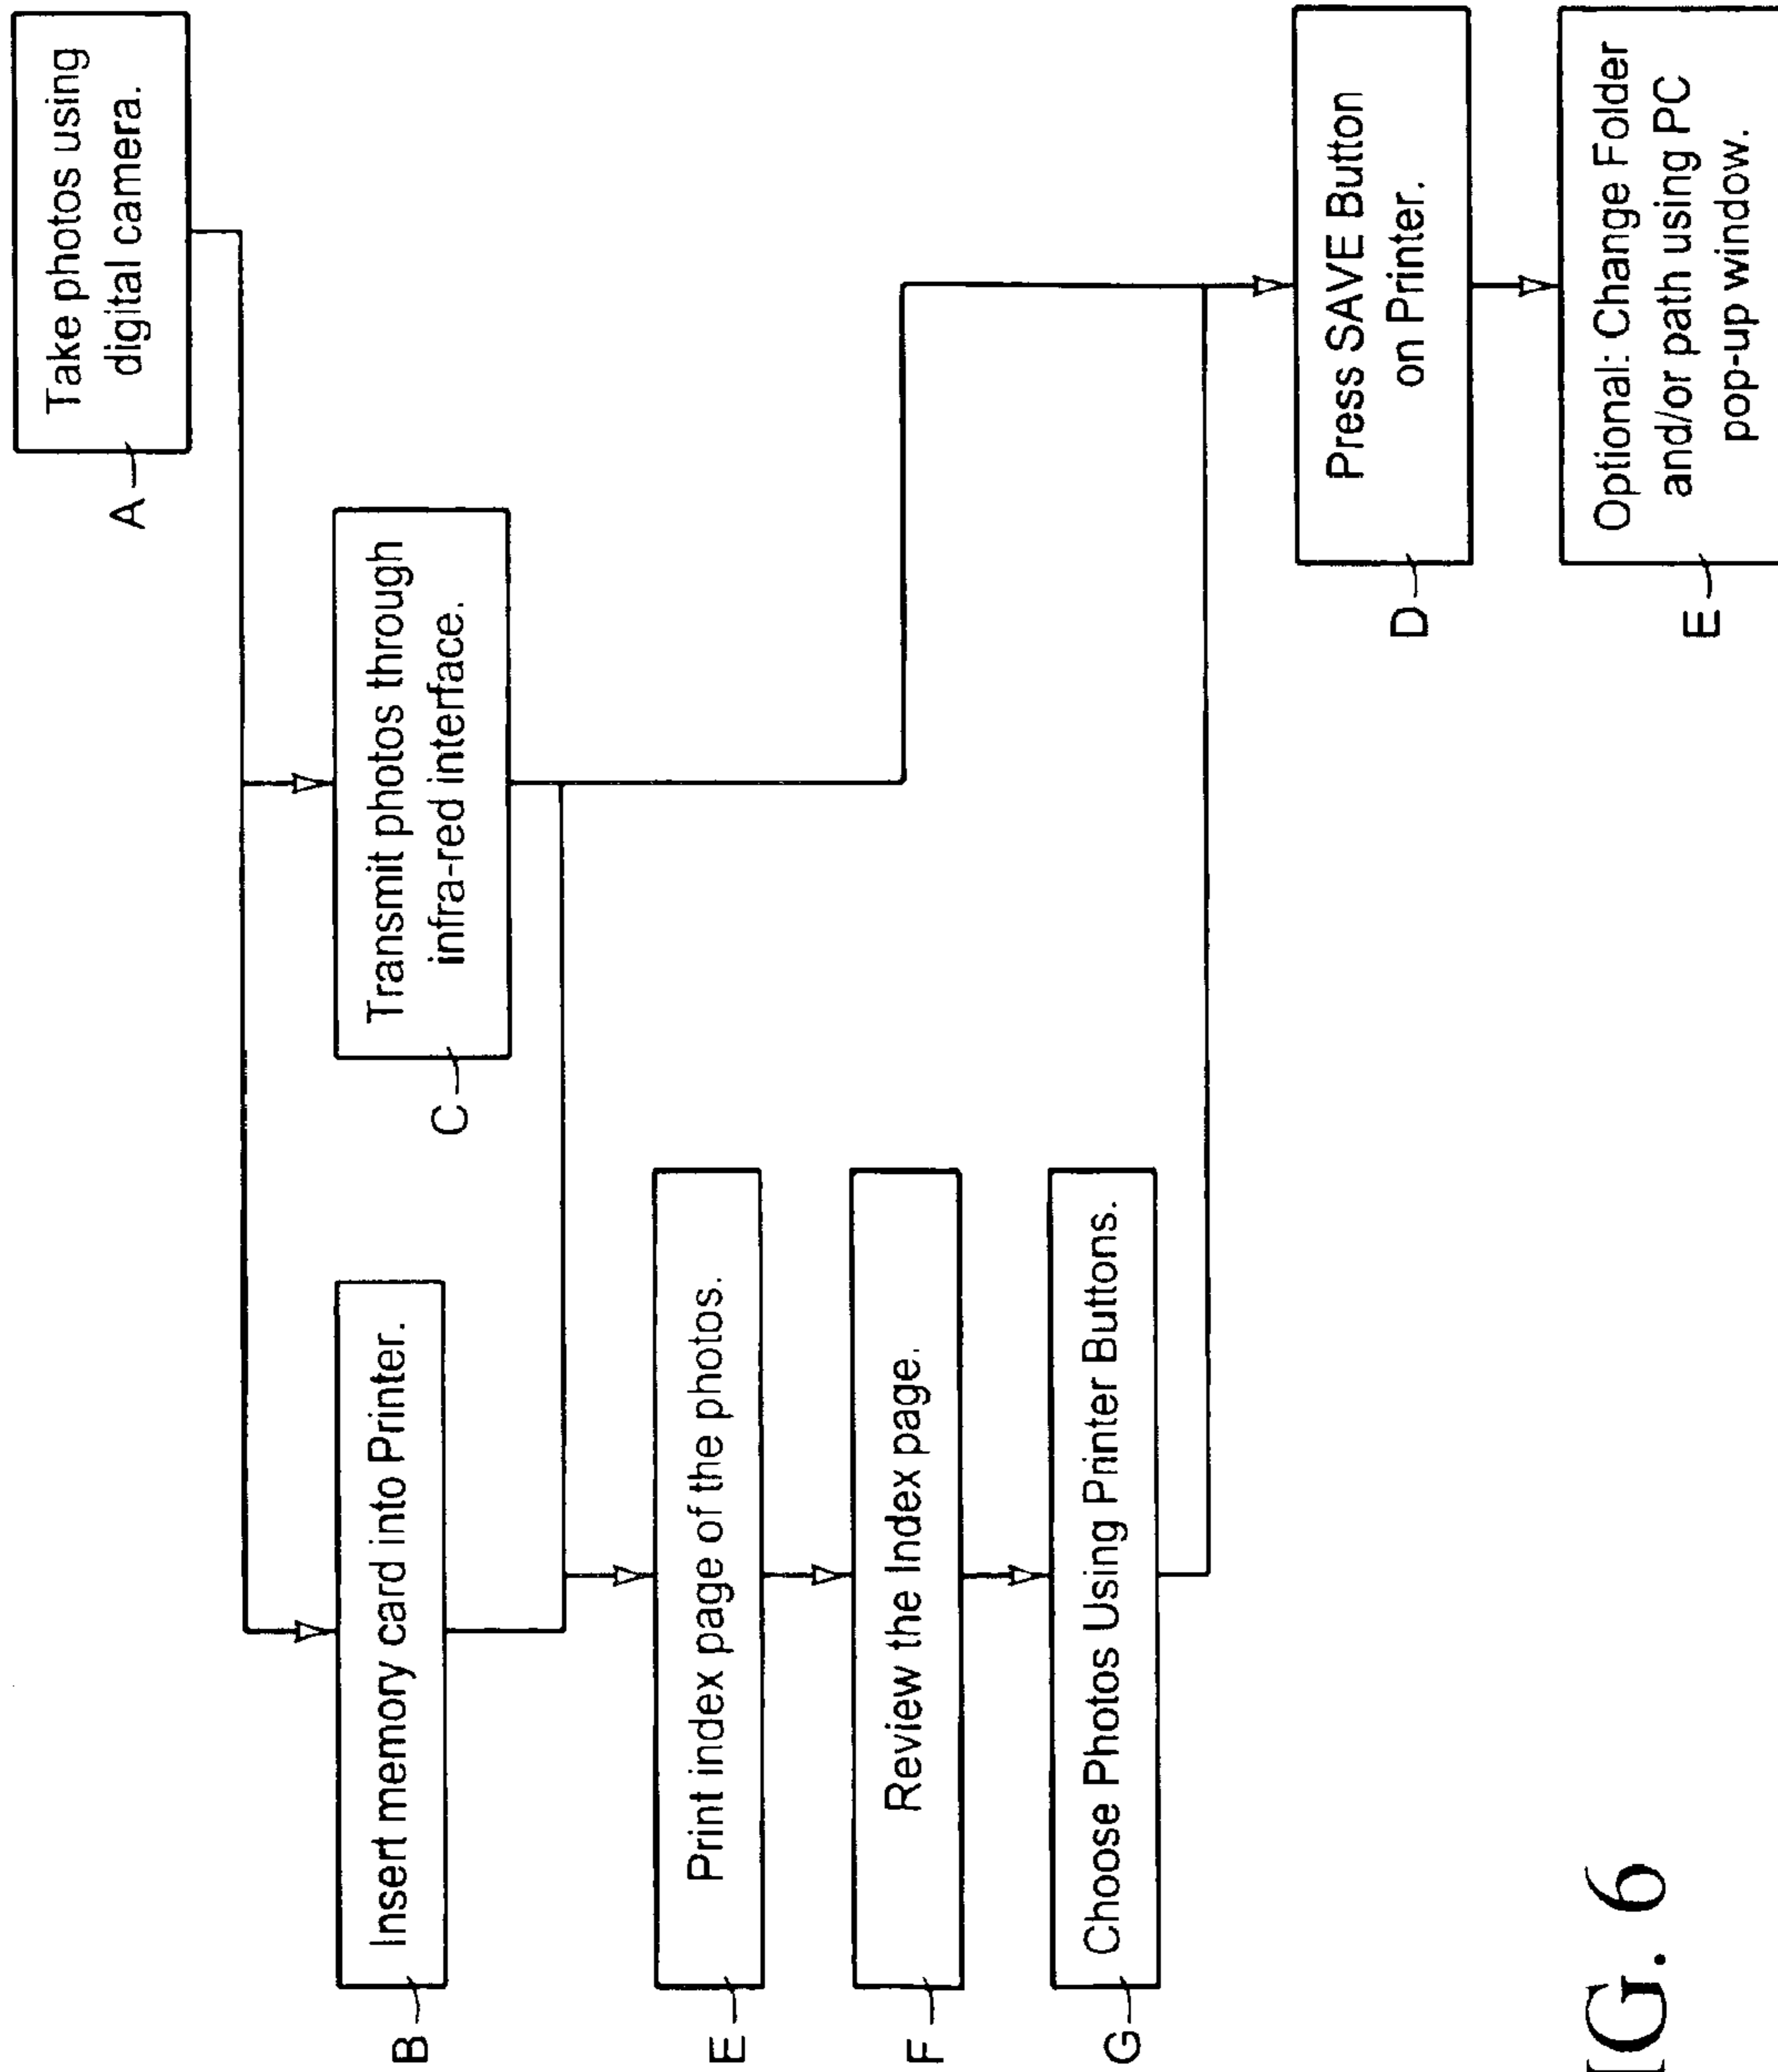 A
Take photos using
digital camera.
B
Insert memory card into Printer.
C
Transmit photos through
infra-red interface.
E
Print index page of the photos.
F
Review the Index page.
G
Choose Photos Using Printer Buttons.
D
Press SAVE Button
on Printer.
E
Optional: Change Folder
and/or path using PC
pop-up window.
IG. 6